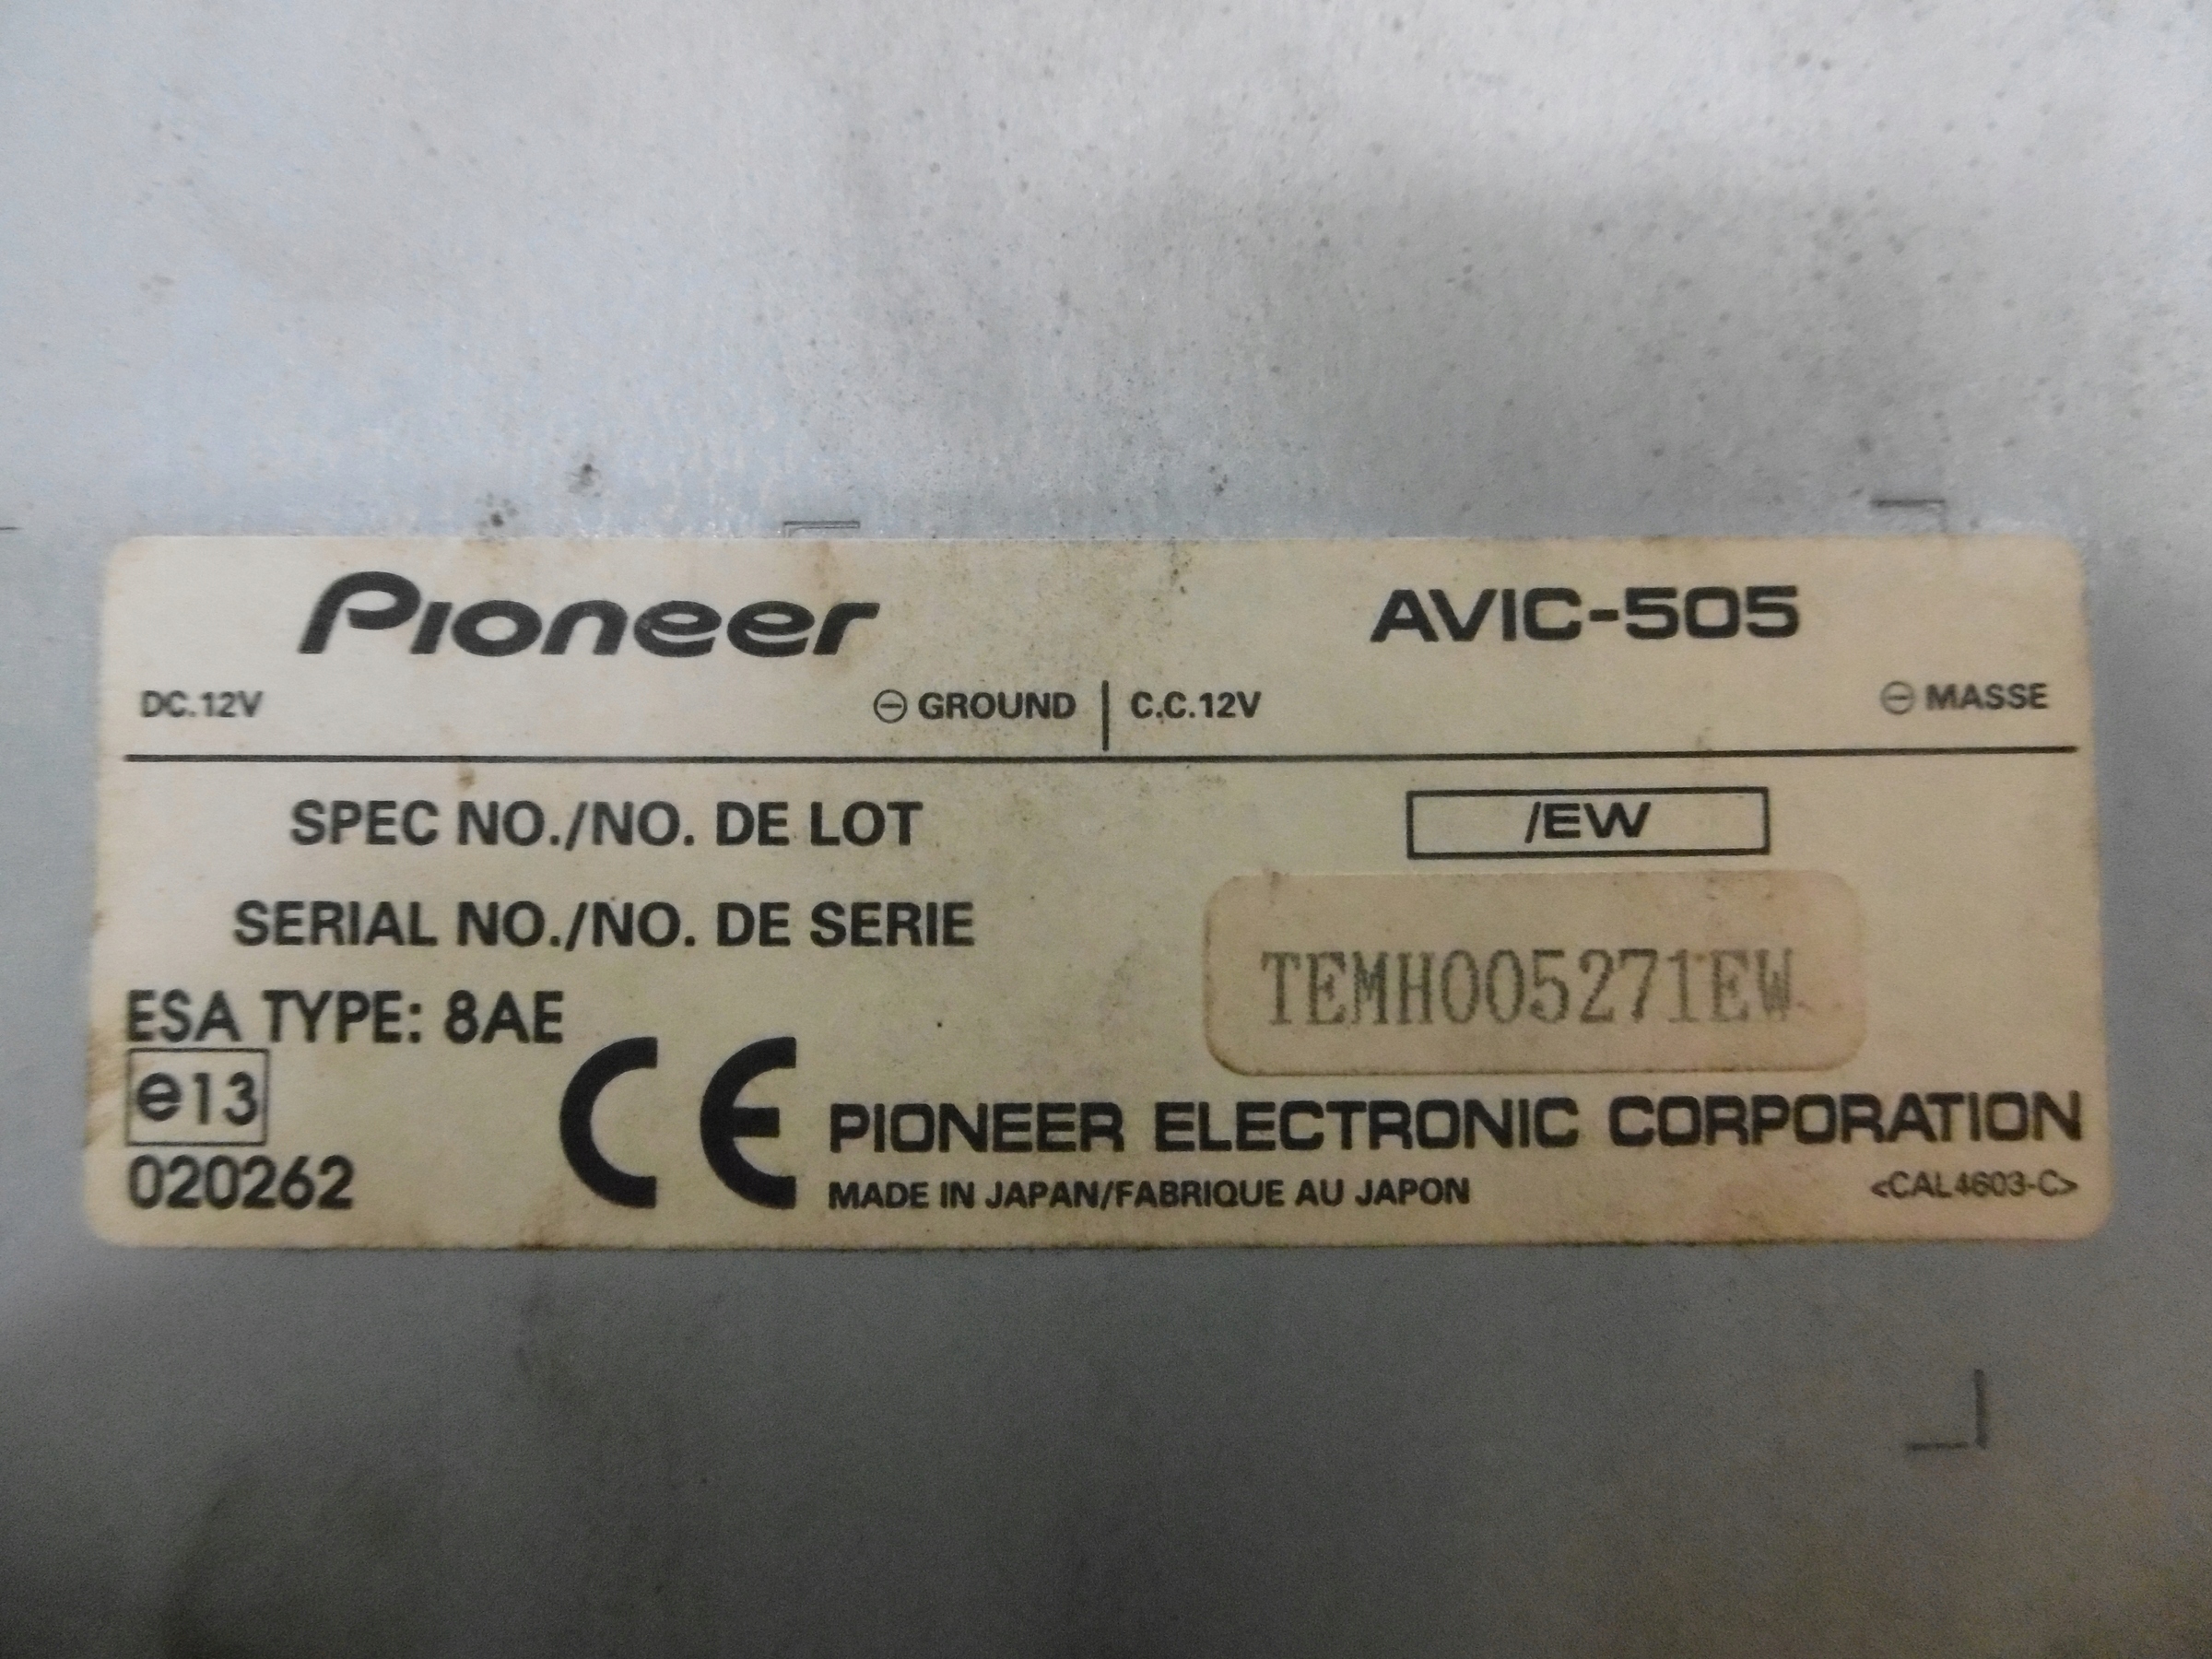 Pioneer AVIC-505
DC.12V ⊖ GROUND | C.C.12V ⊖ MASSE
SPEC NO./NO. DE LOT /EW
SERIAL NO./NO. DE SERIE TEMH005271EW
ESA TYPE: 8AE
e13
020262
CE PIONEER ELECTRONIC CORPORATION
MADE IN JAPAN/FABRIQUE AU JAPON <CAL4603-C>